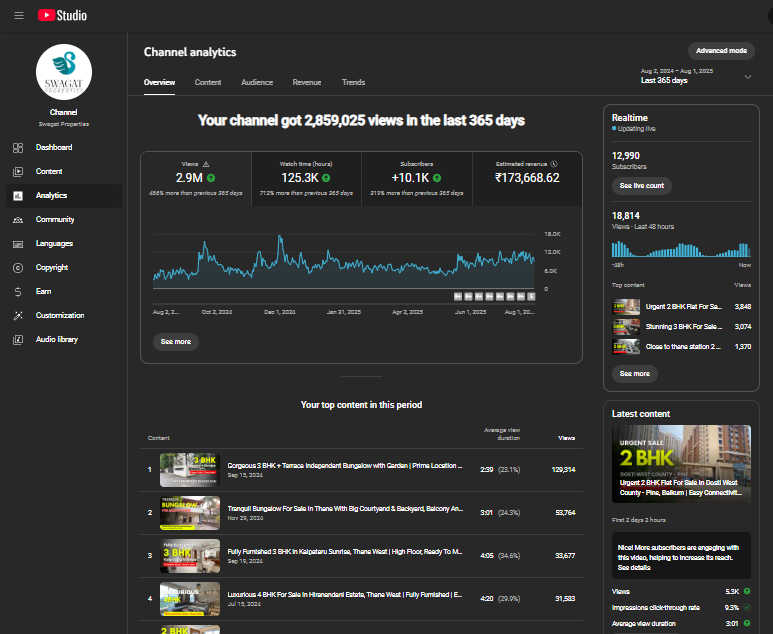 Studio
SWAGAT
PROPERTIES
Channel
Swagat Properties
Dashboard
Content
Analytics
Community
Languages
Copyright
Earn
Customization
Audio library
Channel analytics
Advanced mode
Overview
Content
Audience
Revenue
Trends
Aug 2, 2024 – Aug 1, 2025
Last 365 days
Your channel got 2,859,025 views in the last 365 days
Views
2.9M
466% more than previous 365 days
Watch time (hours)
125.3K
712% more than previous 365 days
Subscribers
+10.1K
319% more than previous 365 days
Estimated revenue
₹173,668.62
18.0K
12.0K
6.0K
0
Aug 2, 2...
Oct 2, 2024
Dec 1, 2024
Jan 31, 2025
Apr 2, 2025
Jun 1, 2025
Aug 1, 20...
See more
Your top content in this period
Content
Average view
duration
Views
1
3 BHK
Gorgeous 3 BHK + Terrace Independent Bungalow with Garden | Prime Location ...
Sep 15, 2024
2:39 (23.1%)
129,314
2
BUNGALOW
Tranquil Bungalow For Sale In Thane With Big Courtyard & Backyard, Balcony An...
Nov 29, 2024
3:01 (24.3%)
53,764
3
Fully Furnished
3 BHK
Fully Furnished 3 BHK In Kalpataru Sunrise, Thane West | High Floor, Ready To M...
Sep 19, 2024
4:05 (34.6%)
33,677
4
Luxurious 4 BHK For Sale In Hiranandani Estate, Thane West | Fully Furnished | E...
Jul 13, 2024
4:20 (29.9%)
31,583
2 BHK
Realtime
Updating live
12,990
Subscribers
See live count
18,814
Views · Last 48 hours
-48h
Now
Top content
Views
Urgent 2 BHK Flat For Sa...
3,848
Stunning 3 BHK For Sale ...
3,074
Close to thane station 2 ...
1,370
See more
Latest content
URGENT SALE
2 BHK
DOSTI WEST COUNTY - PINE
Urgent 2 BHK Flat For Sale In Dosti West
County - Pine, Balkum | Easy Connectivit...
First 2 days 2 hours
Nice! More subscribers are engaging with
this video, helping to increase its reach.
See details
Views
5.3K
Impressions click-through rate
9.3%
Average view duration
3:01